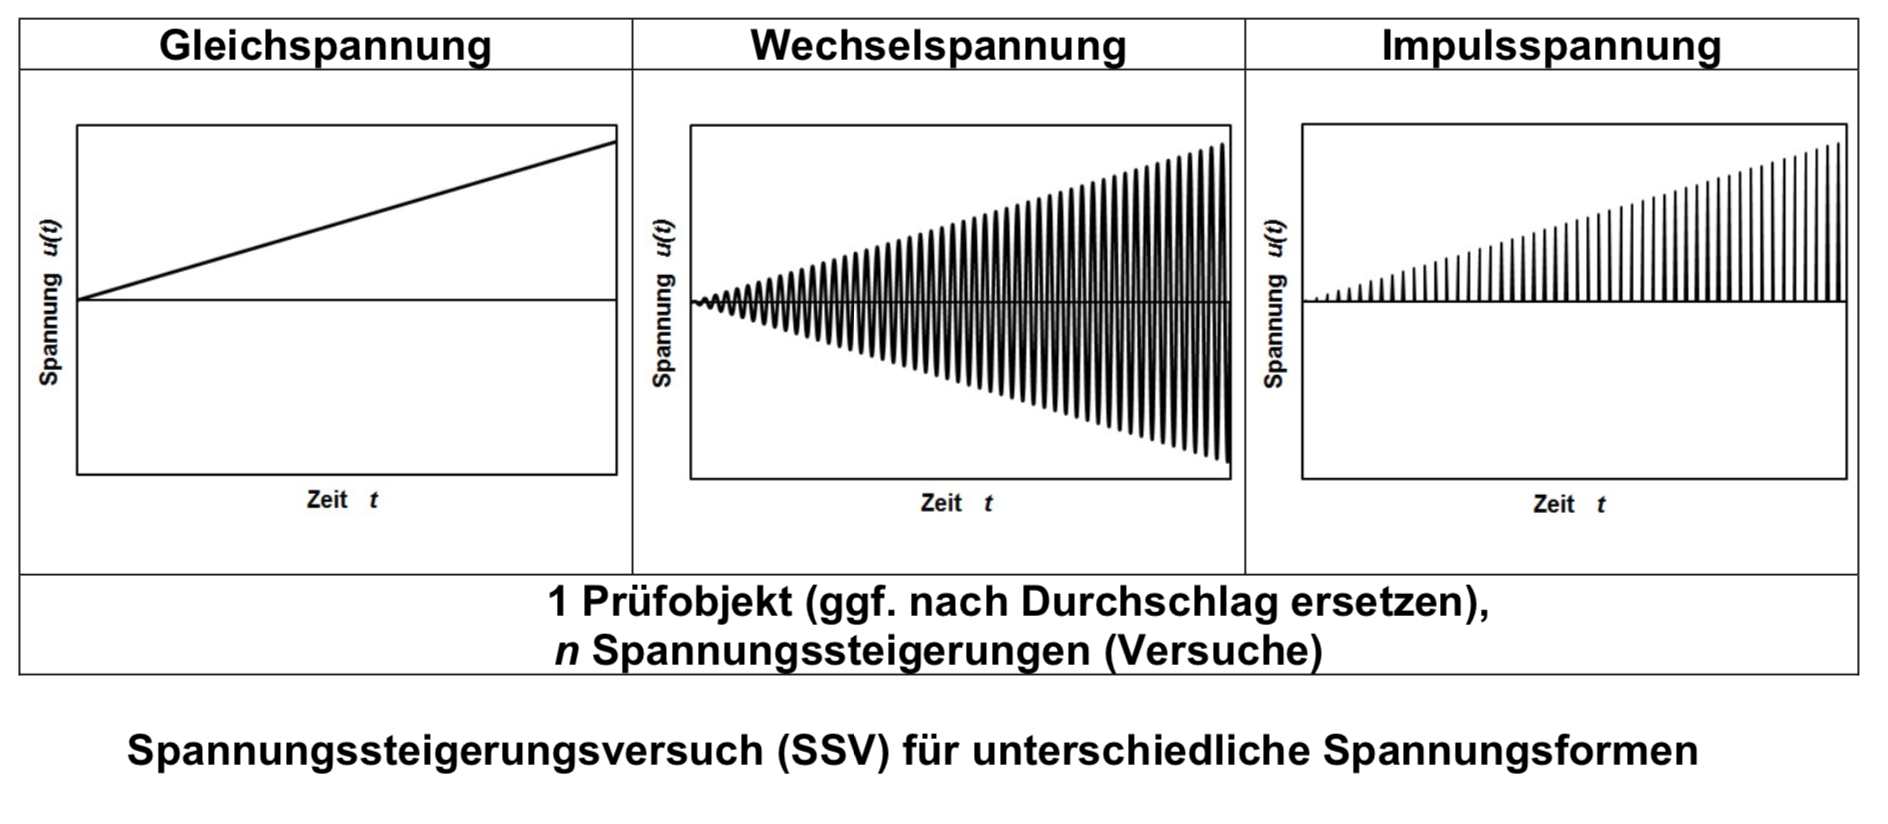 Gleichspannung
Wechselspannung
Impulsspannung
Spannung u(t)
Zeit t
Spannung u(t)
Zeit t
Spannung u(t)
Zeit t
1 Prüfobjekt (ggf. nach Durchschlag ersetzen),
n Spannungssteigerungen (Versuche)
Spannungssteigerungsversuch (SSV) für unterschiedliche Spannungsformen